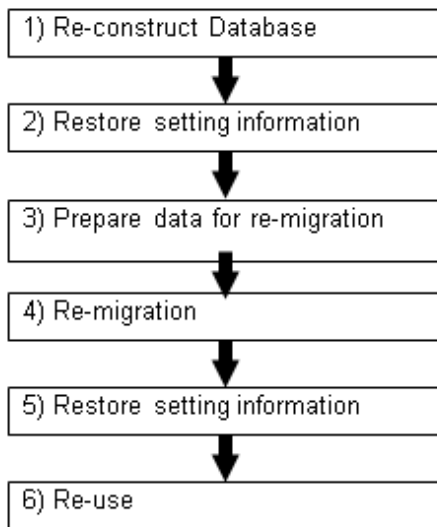 1) Re-construct Database
2) Restore setting information
3) Prepare data for re-migration
4) Re-migration
5) Restore setting information
6) Re-use